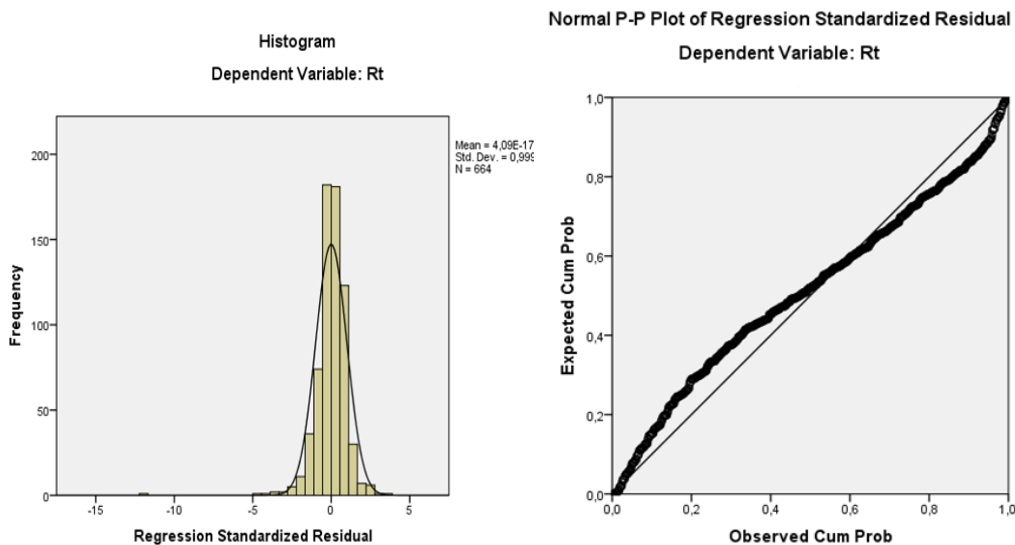 Histogram
Dependent Variable: Rt
Mean = 4,09E-17
Std. Dev. = 0,999
N = 664
200
150
100
50
0
-15
-10
-5
0
5
Frequency
Regression Standardized Residual
Normal P-P Plot of Regression Standardized Residual
Dependent Variable: Rt
1,0
0,8
0,6
0,4
0,2
0,0
0,0
0,2
0,4
0,6
0,8
1,0
Expected Cum Prob
Observed Cum Prob